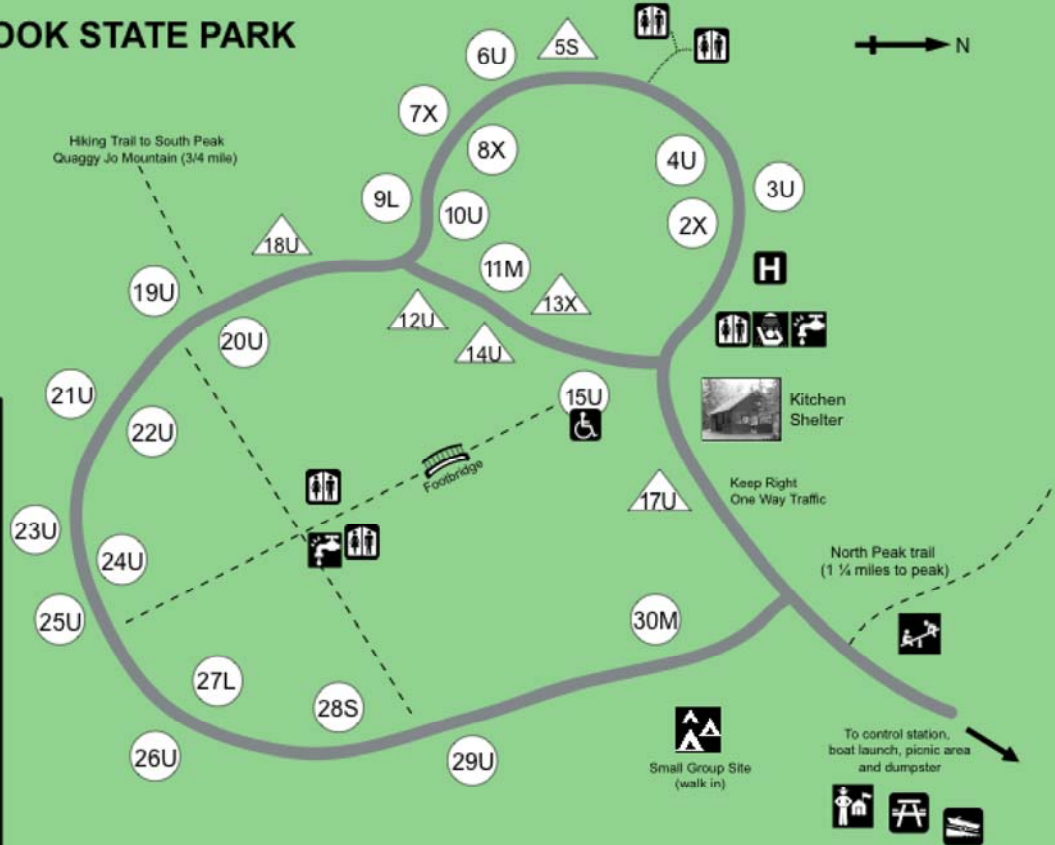 OOK STATE PARK
N
Hiking Trail to South Peak
Quaggy Jo Mountain (3/4 mile)
6U
5S
7X
8X
4U
3U
9L
10U
2X
18U
11M
H
19U
12U
13X
20U
14U
21U
15U
Kitchen
Shelter
22U
Footbridge
17U
Keep Right
One Way Traffic
23U
24U
North Peak trail
(1 ¼ miles to peak)
25U
30M
27L
28S
26U
29U
Small Group Site
(walk in)
To control station,
boat launch, picnic area
and dumpster